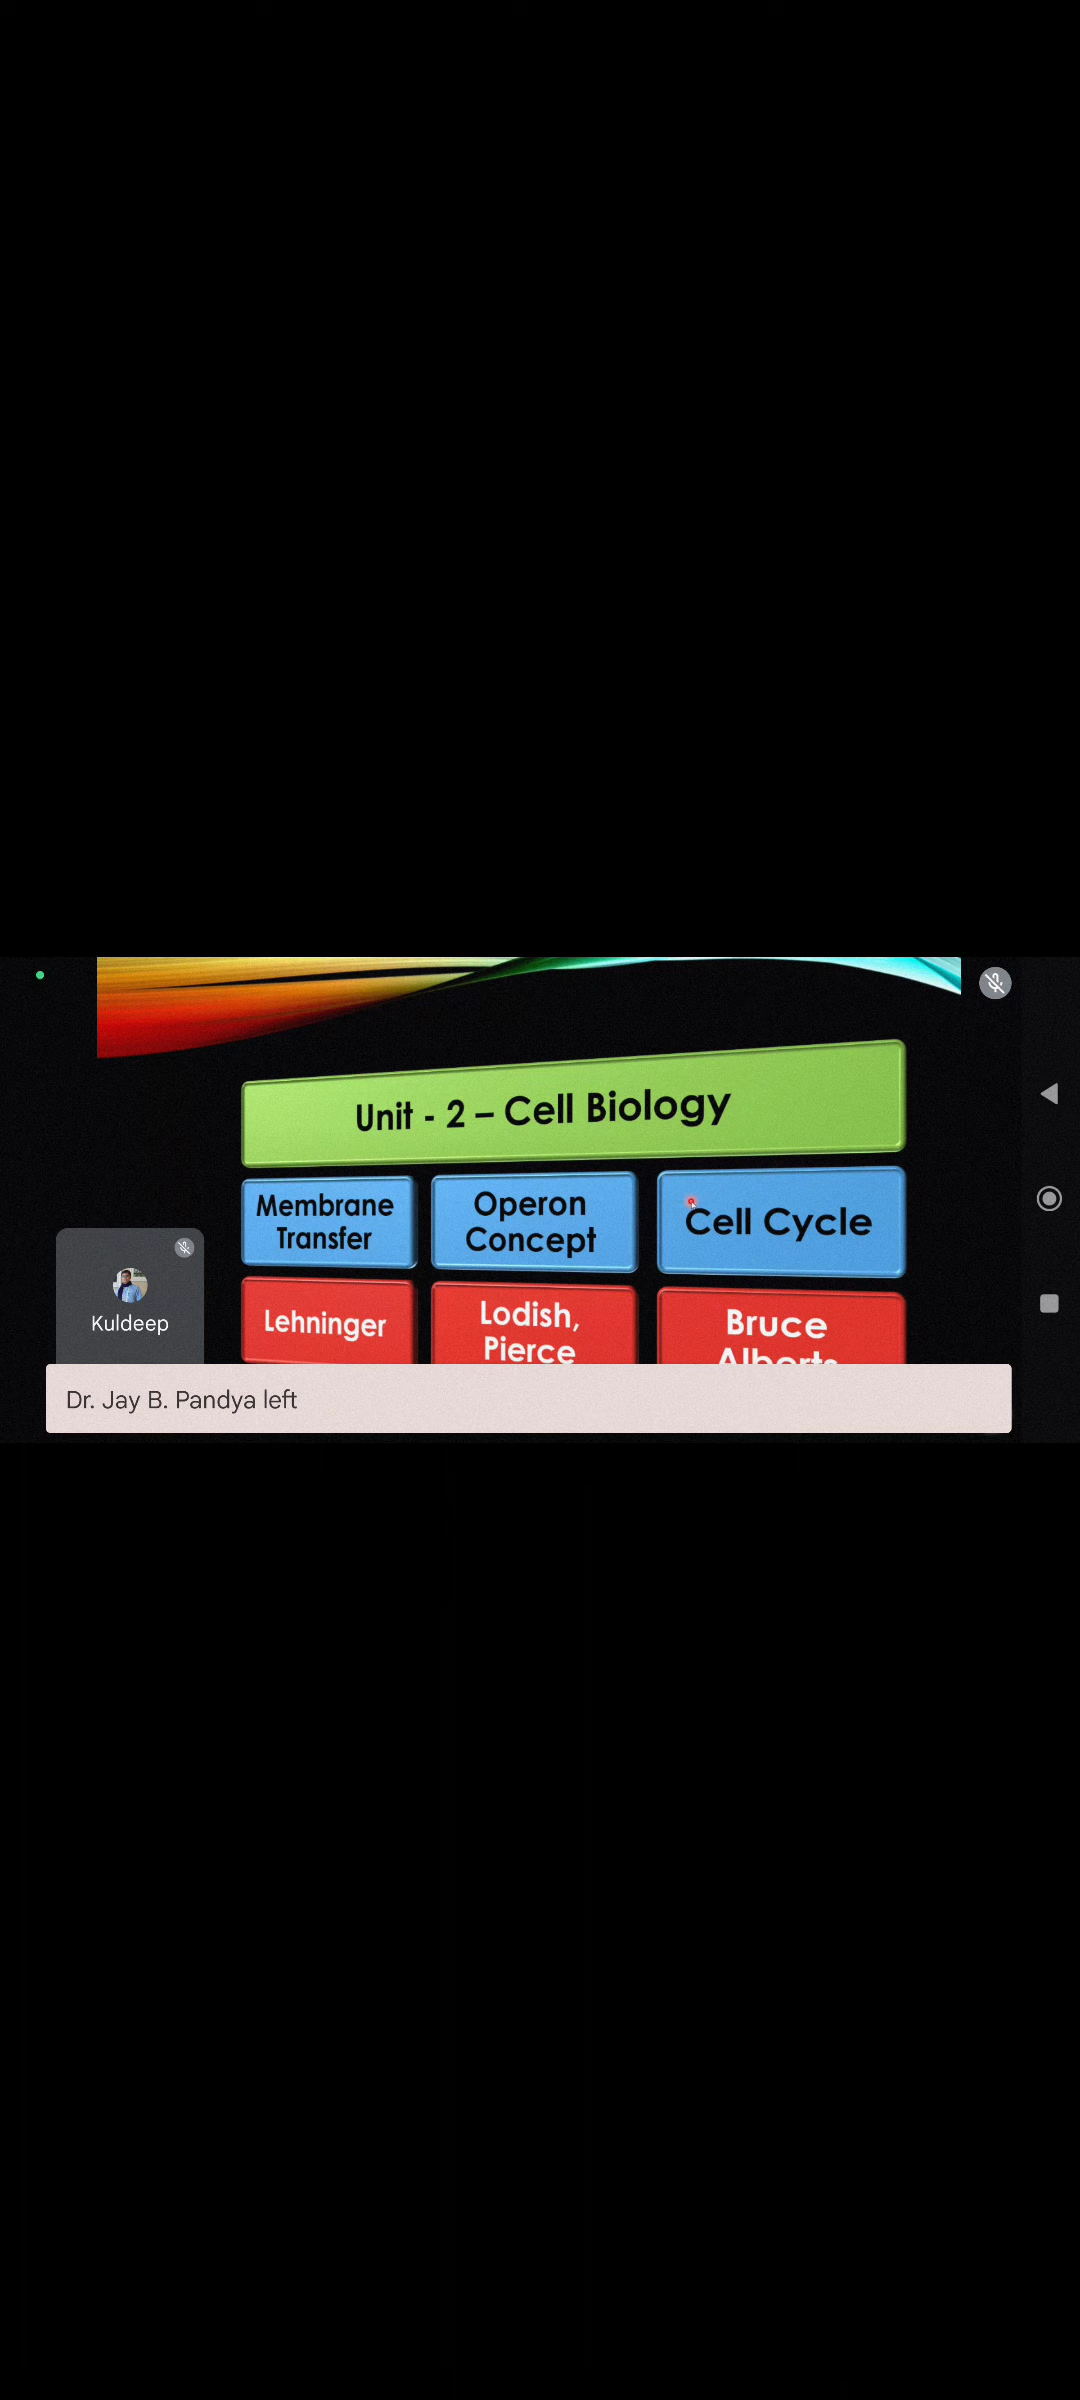 Unit - 2 – Cell Biology
Membrane
Transfer
Operon
Concept
Cell Cycle
Lehninger
Lodish,
Pierce
Bruce
Alberts
Kuldeep
Dr. Jay B. Pandya left